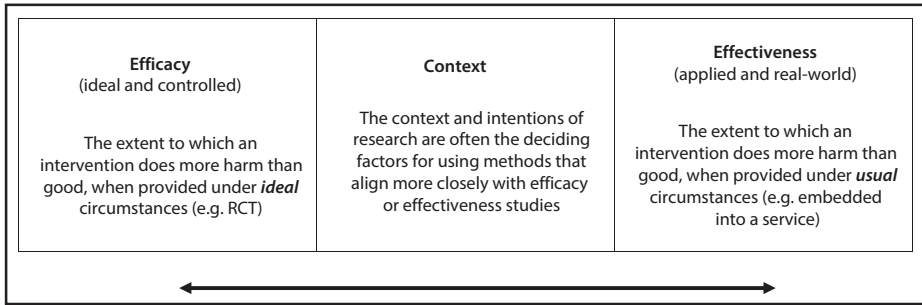 Efficacy
(ideal and controlled)
The extent to which an
intervention does more harm than
good, when provided under ideal
circumstances (e.g. RCT)
Context
The context and intentions of
research are often the deciding
factors for using methods that
align more closely with efficacy
or effectiveness studies
Effectiveness
(applied and real-world)
The extent to which an
intervention does more harm than
good, when provided under usual
circumstances (e.g. embedded
into a service)